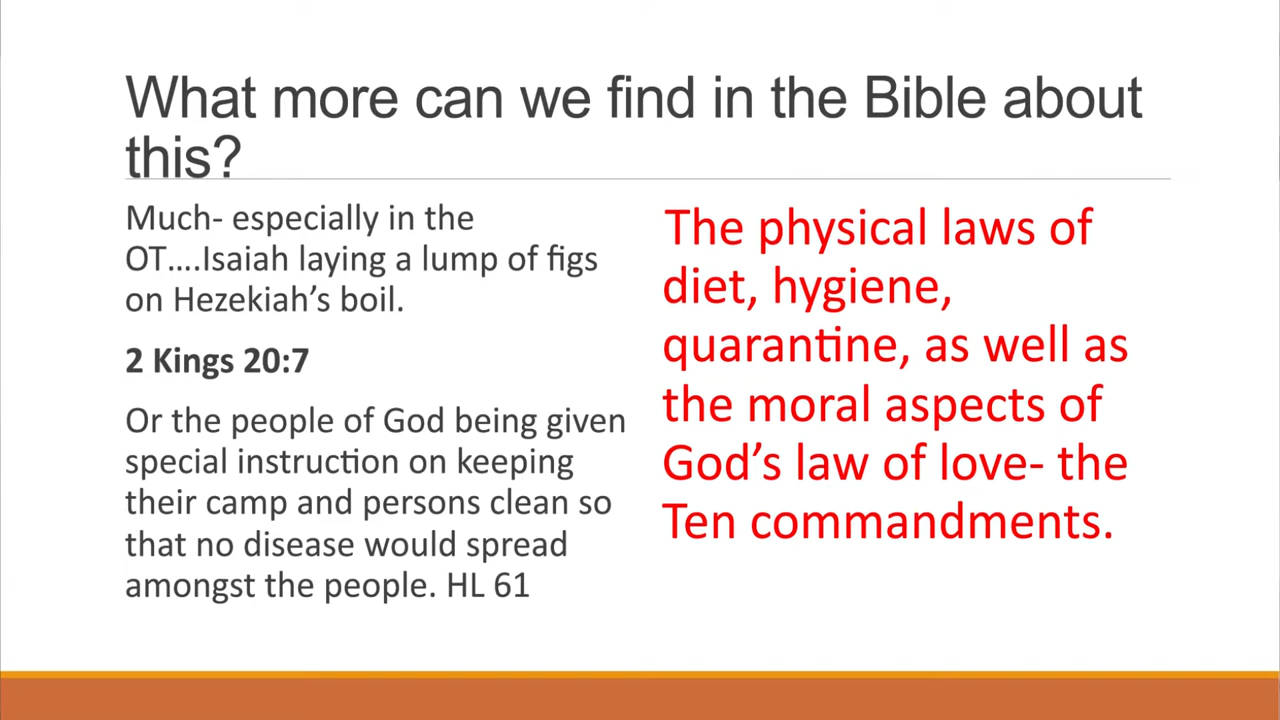 What more can we find in the Bible about
this?
Much- especially in the
OT….Isaiah laying a lump of figs
on Hezekiah’s boil.
2 Kings 20:7
Or the people of God being given
special instruction on keeping
their camp and persons clean so
that no disease would spread
amongst the people. HL 61
The physical laws of
diet, hygiene,
quarantine, as well as
the moral aspects of
God’s law of love- the
Ten commandments.